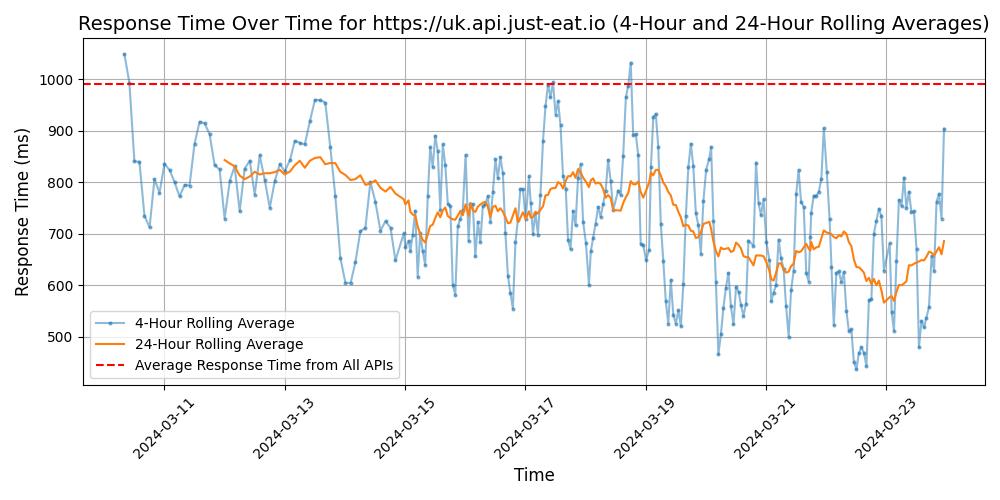 Response Time Over Time for https://uk.api.just-eat.io (4-Hour and 24-Hour Rolling Averages)
Response Time (ms)
1000
900
800
700
600
500
4-Hour Rolling Average
24-Hour Rolling Average
Average Response Time from All APIs
2024-03-11
2024-03-13
2024-03-15
2024-03-17
2024-03-19
2024-03-21
2024-03-23
Time